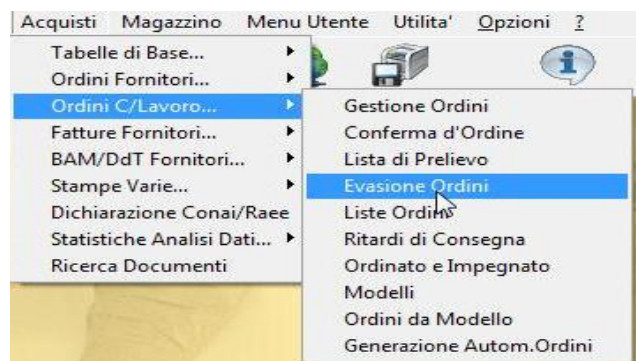 Acquisti Magazzino Menu Utente Utilita' Opzioni ?
Tabelle di Base...
Ordini Fornitori...
Ordini C/Lavoro...
Fatture Fornitori...
BAM/DdT Fornitori...
Stampe Varie...
Dichiarazione Conai/Raee
Statistiche Analisi Dati...
Ricerca Documenti
Gestione Ordini
Conferma d'Ordine
Lista di Prelievo
Evasione Ordini
Liste Ordini
Ritardi di Consegna
Ordinato e Impegnato
Modelli
Ordini da Modello
Generazione Autom.Ordini